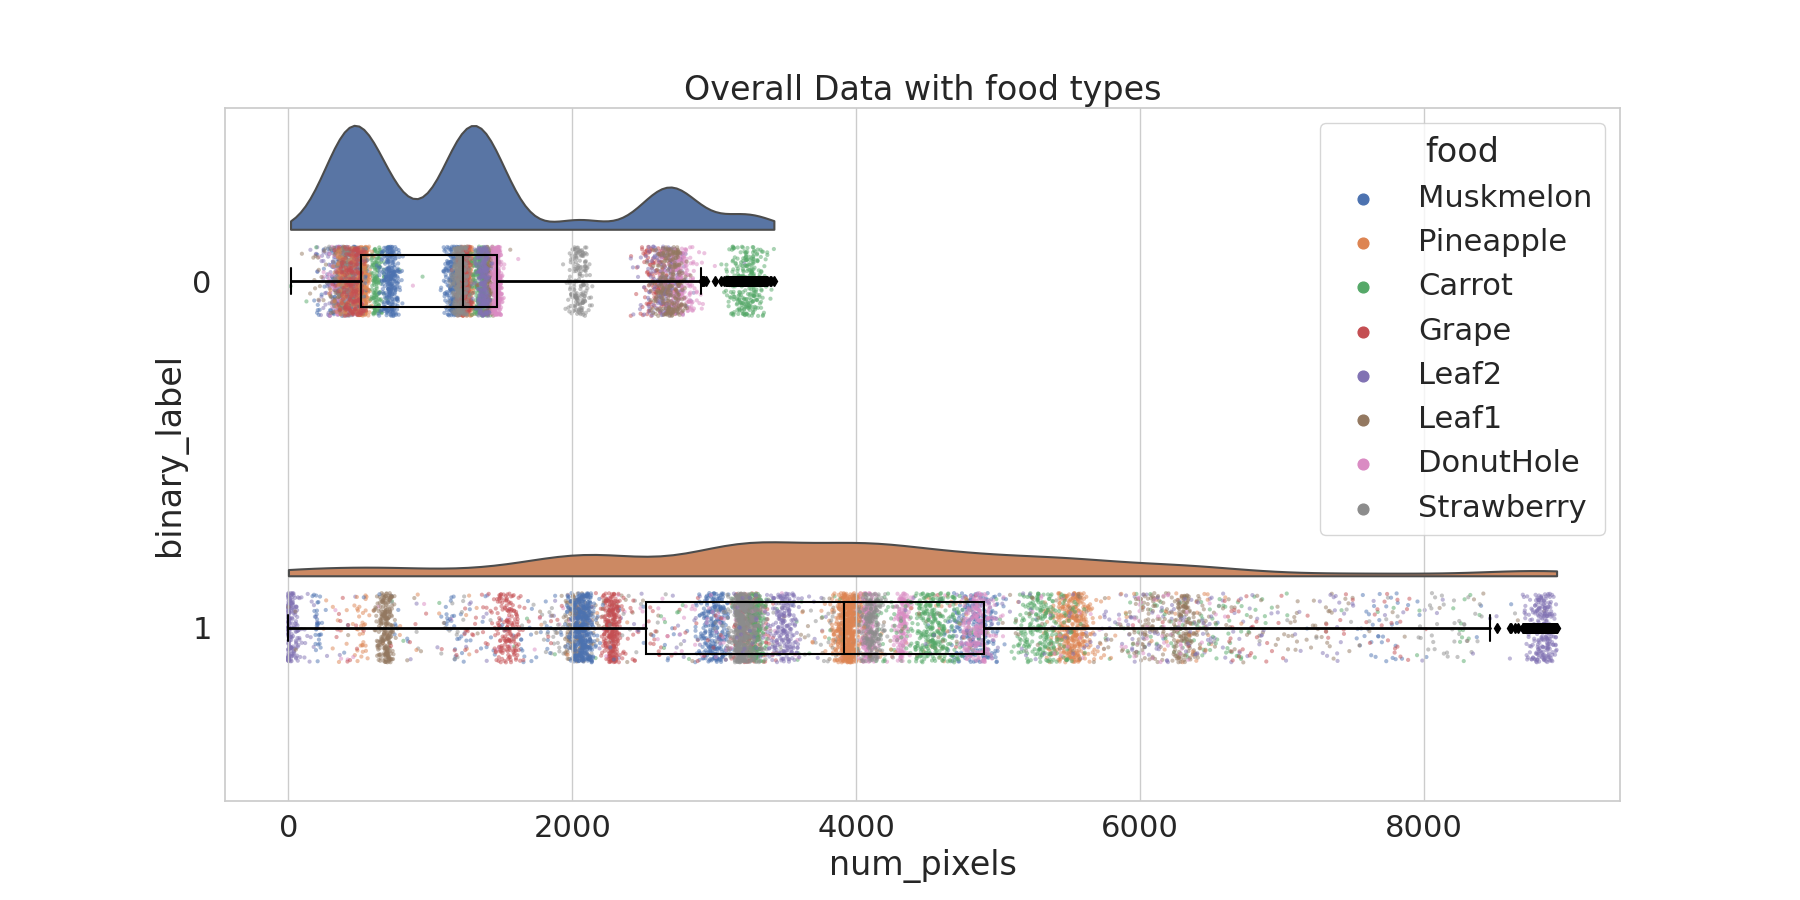 Overall Data with food types
food
Muskmelon
Pineapple
Carrot
Grape
Leaf2
Leaf1
DonutHole
Strawberry
binary_label
0
1
0 2000 4000 6000 8000
num_pixels